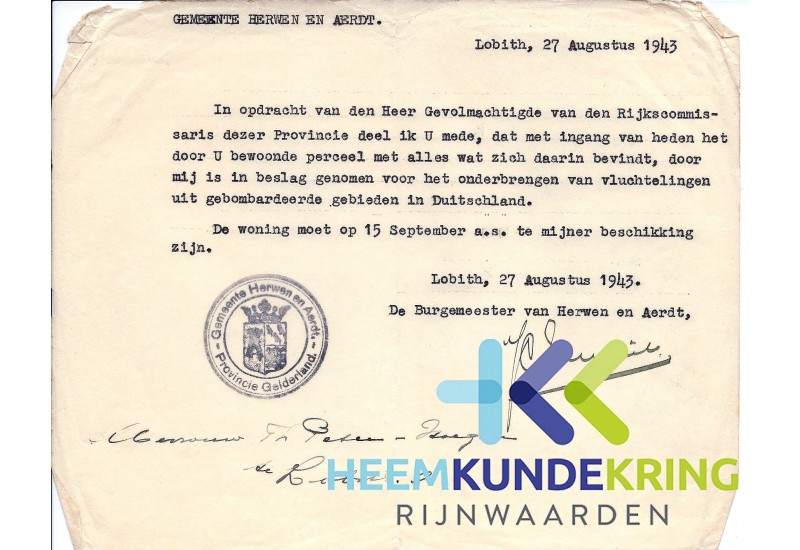 GEMEENTE HERWEN EN AERDT.
Lobith, 27 Augustus 1943
In opdracht van den Heer Gevolmachtigde van den Rijkscommis-
saris dezer Provincie deel ik U mede, dat met ingang van heden het
door U bewoonde perceel met alles wat zich daarin bevindt, door
mij is in beslag genomen voor het onderbrengen van vluchtelingen
uit gebombardeerde gebieden in Duitschland.
De woning moet op 15 September a.s. te mijner beschikking
zijn.
Lobith, 27 Augustus 1943.
De Burgemeester van Herwen en Aerdt,
Gemeente Herwen en Aerdt.
Provincie Gelderland.
Mevrouw Th
te
HEEMKUNDEKRING
RIJNWAARDEN